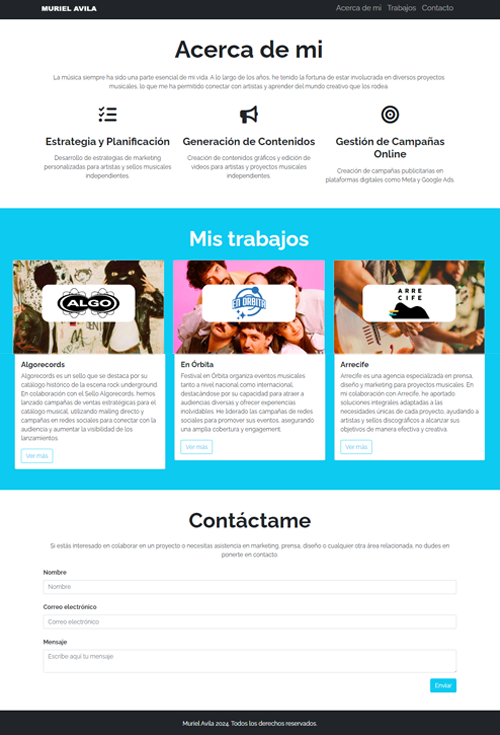 MURIEL AVILA
Acerca de mi Trabajos Contacto
Acerca de mi
La música siempre ha sido una parte esencial de mi vida. A lo largo de los años, he tenido la fortuna de estar involucrada en diversos proyectos
musicales, lo que me ha permitido conectar con artistas y aprender del mundo creativo que los rodea.
Estrategia y Planificación
Desarrollo de estrategias de marketing
personalizadas para artistas y sellos musicales
independientes.
Generación de Contenidos
Creación de contenidos gráficos y edición de
videos para artistas y proyectos musicales
independientes.
Gestión de Campañas
Online
Creación de campañas publicitarias en
plataformas digitales como Meta y Google Ads.
Mis trabajos
ALGO
Algorecords
Algorecords es un sello que se destaca por su
catálogo histórico de la escena rock underground.
En colaboración con el Sello Algorecords, hemos
lanzado campañas de ventas estratégicas para el
catálogo musical, utilizando mailing directo y
campañas en redes sociales para conectar con la
audiencia y aumentar la visibilidad de los
lanzamientos.
Ver más
EN ÓRBITA
En Órbita
Festival en Órbita organiza eventos musicales
tanto a nivel nacional como internacional,
destacándose por su capacidad para atraer a
audiencias diversas y ofrecer experiencias
inolvidables. He liderado las campañas de redes
sociales para promover sus eventos, asegurando
una amplia cobertura y engagement.
Ver más
ARRE
CIFE
Arrecife
Arrecife es una agencia especializada en prensa,
diseño y marketing para proyectos musicales. En
mi colaboración con Arrecife, he aportado
soluciones integrales adaptadas a las
necesidades únicas de cada proyecto, ayudando a
artistas y sellos discográficos a alcanzar sus
objetivos de manera efectiva y creativa.
Ver más
Contáctame
Si estás interesado en colaborar en un proyecto o necesitas asistencia en marketing, prensa, diseño o cualquier otra área relacionada, no dudes en
ponerte en contacto.
Nombre
Nombre
Correo electrónico
Correo electrónico
Mensaje
Escribe aquí tu mensaje
Enviar
Muriel Avila 2024. Todos los derechos reservados.